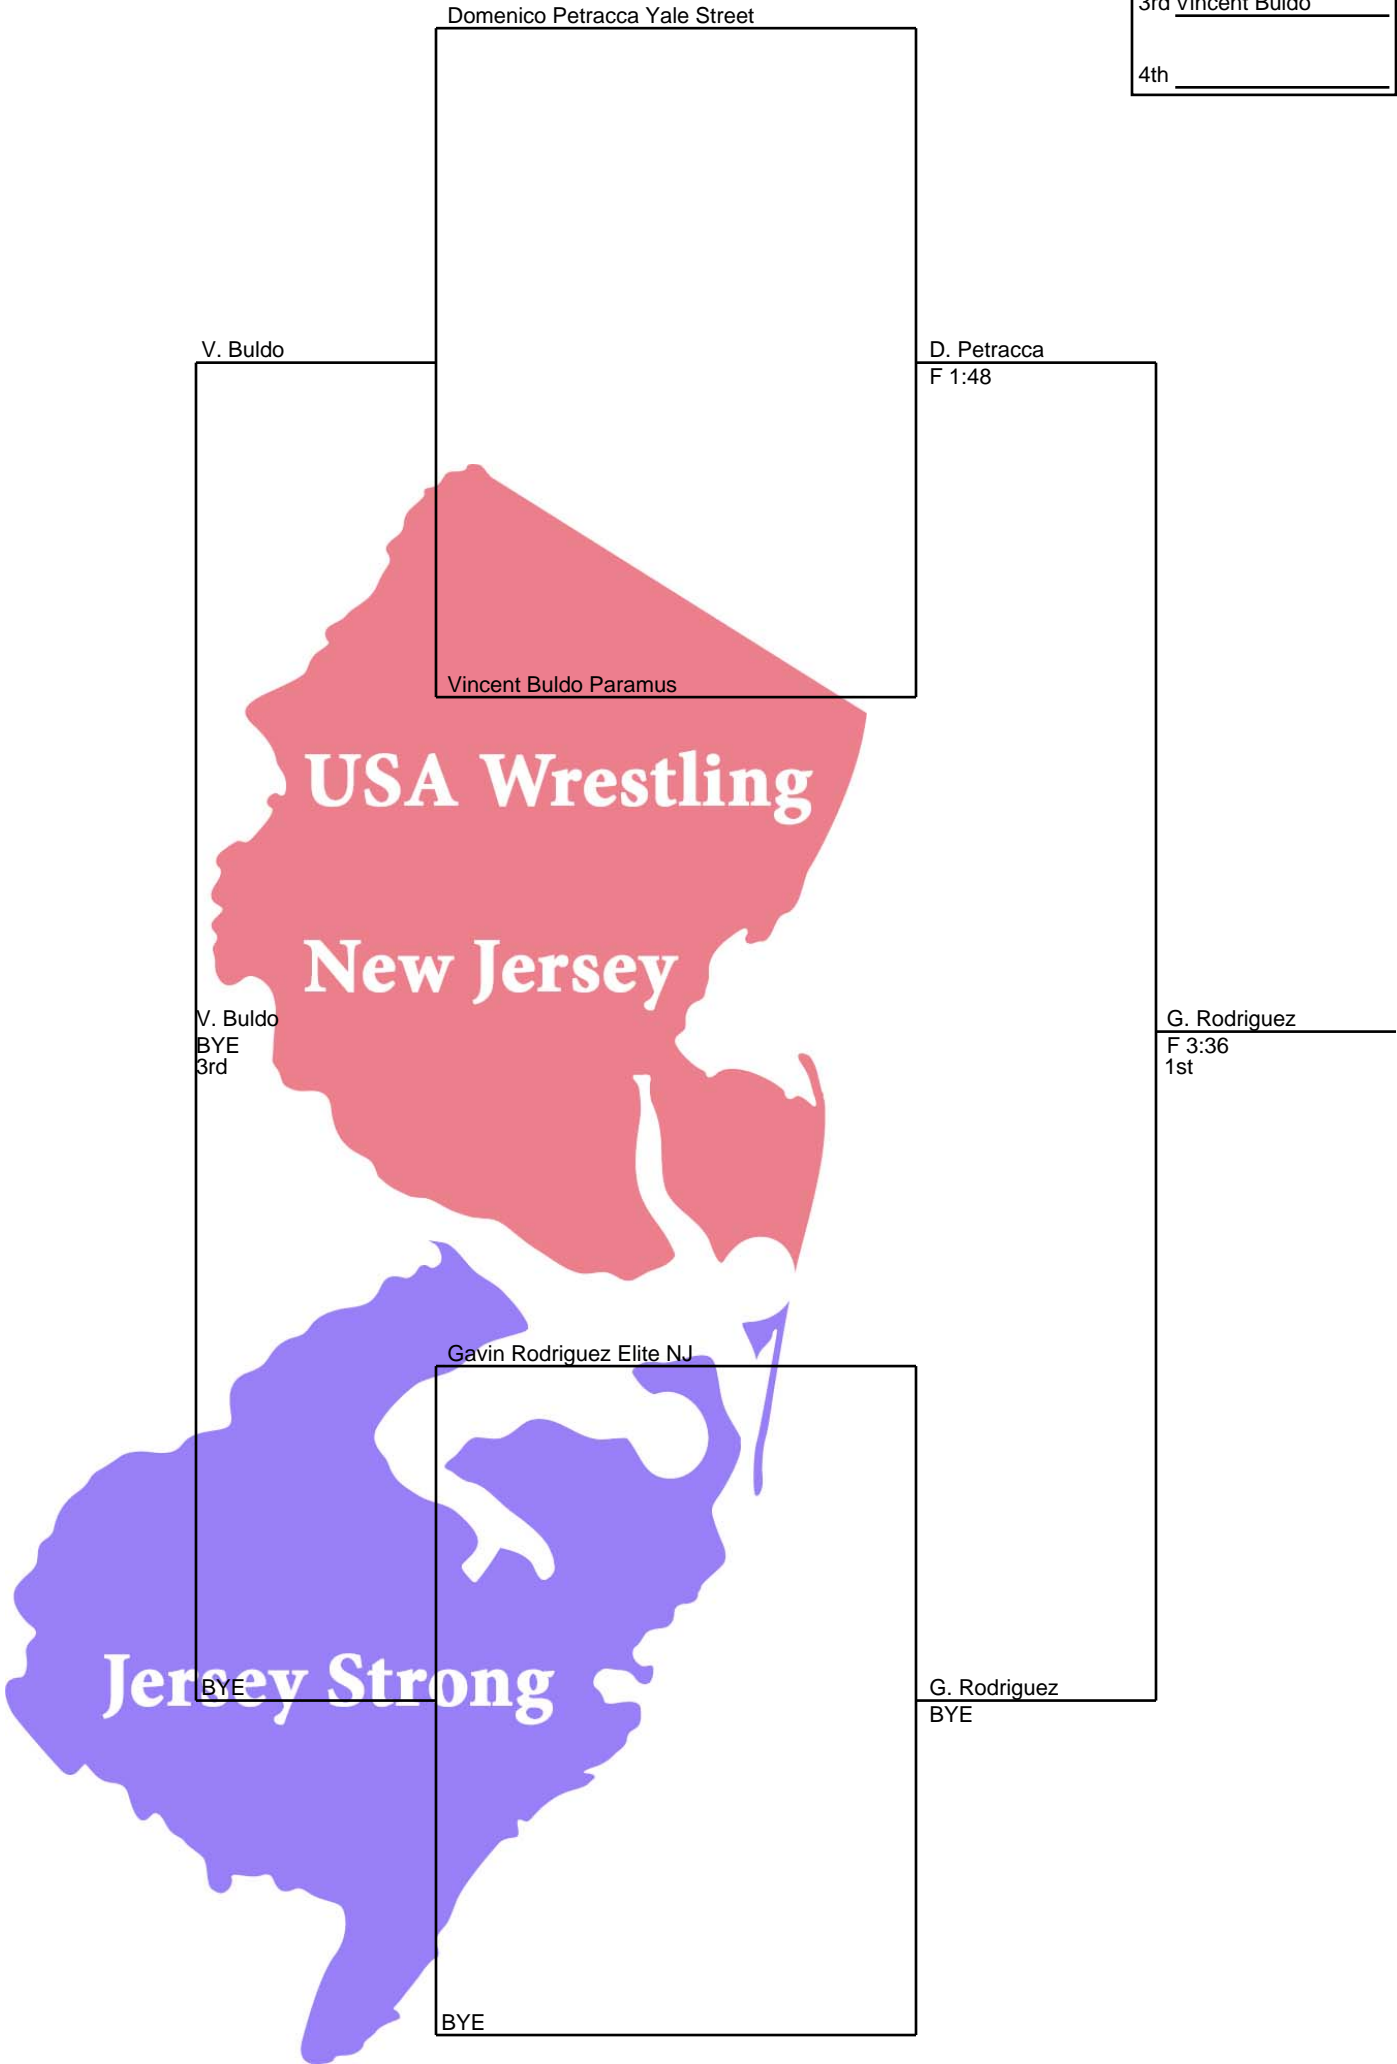 Domenico Petracca Yale Street
3rd Vincent Buldo
4th
V. Buldo
D. Petracca
F 1:48
Vincent Buldo Paramus
USA Wrestling
New Jersey
V. Buldo
BYE
3rd
G. Rodriguez
F 3:36
1st
Gavin Rodriguez Elite NJ
Jersey Strong
BYE
G. Rodriguez
BYE
BYE